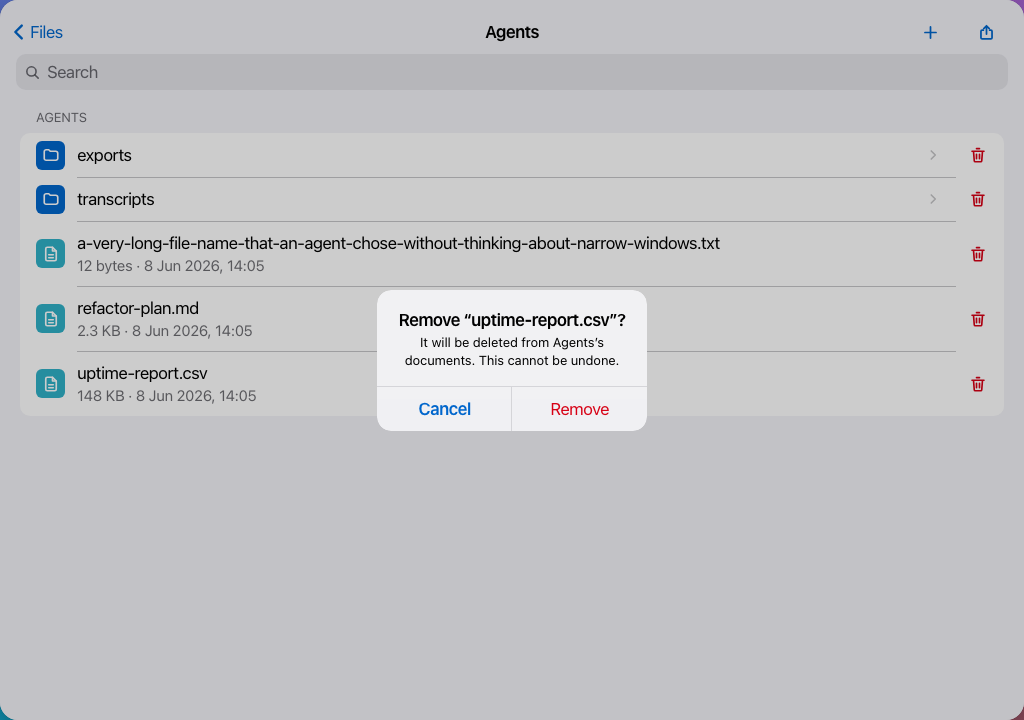 Files
Agents
Search
AGENTS
exports
transcripts
a-very-long-file-name-that-an-agent-chose-without-thinking-about-narrow-windows.txt
12 bytes · 8 Jun 2026, 14:05
refactor-plan.md
2.3 KB · 8 Jun 2026, 14:05
uptime-report.csv
148 KB · 8 Jun 2026, 14:05
Remove “uptime-report.csv”?
It will be deleted from Agents’s
documents. This cannot be undone.
Cancel
Remove